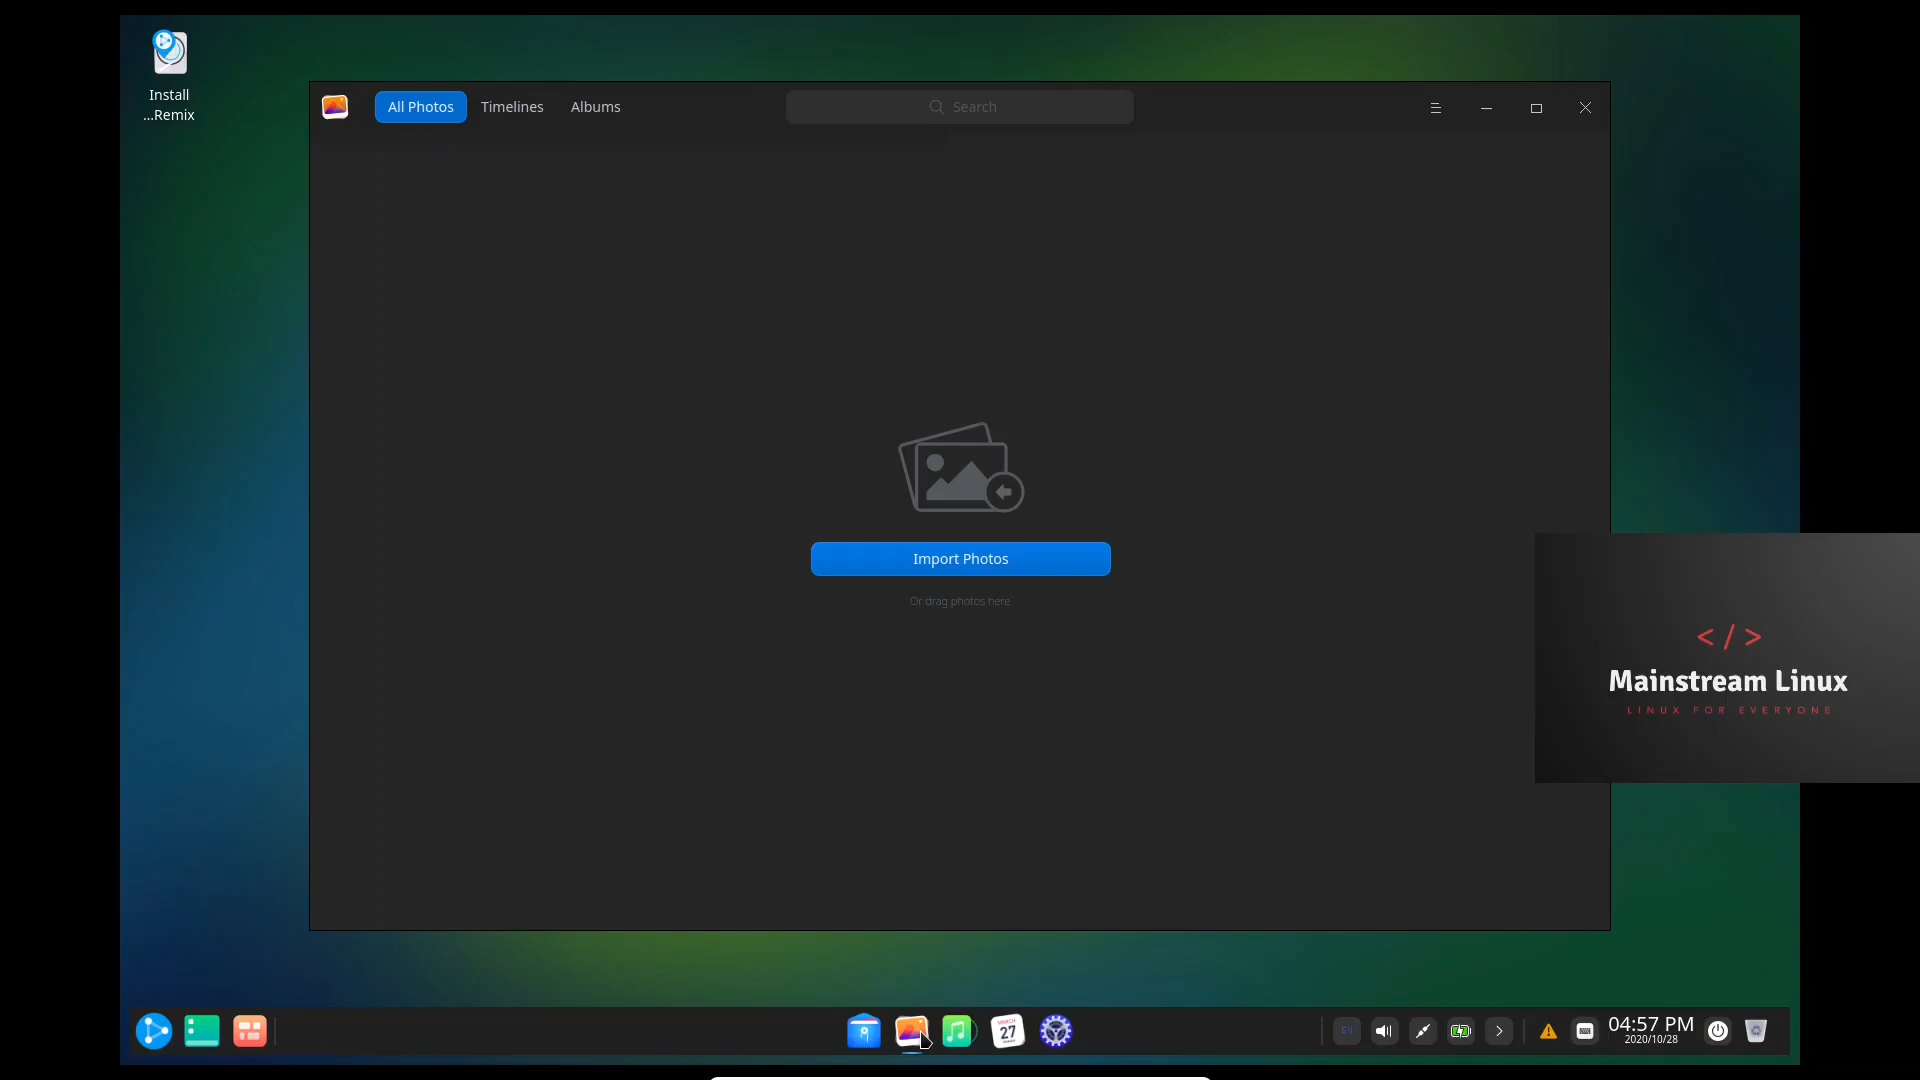 Install
...Remix
All Photos
Timelines
Albums
Search
Import Photos
Or drag photos here
</>
Mainstream Linux
LINUX FOR EVERYONE
27
EN
04:57 PM
2020/10/28